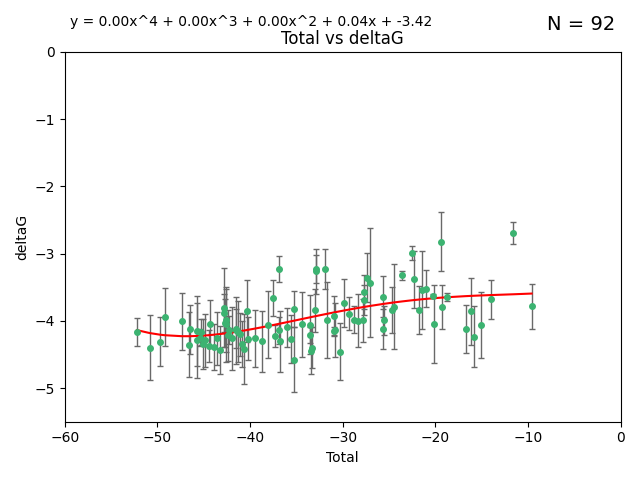 y = 0.00x^4 + 0.00x^3 + 0.00x^2 + 0.04x + -3.42
N = 92
Total vs deltaG
0
−1
−2
−3
−4
−5
deltaG
−60 −50 −40 −30 −20 −10 0
Total